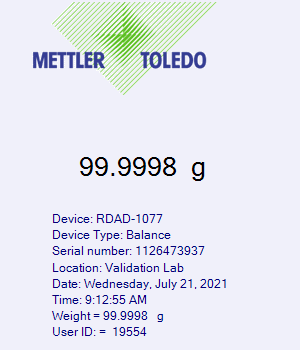 METTLER TOLEDO
99.9998 g
Device: RDAD-1077
Device Type: Balance
Serial number: 1126473937
Location: Validation Lab
Date: Wednesday, July 21, 2021
Time: 9:12:55 AM
Weight = 99.9998 g
User ID: = 19554